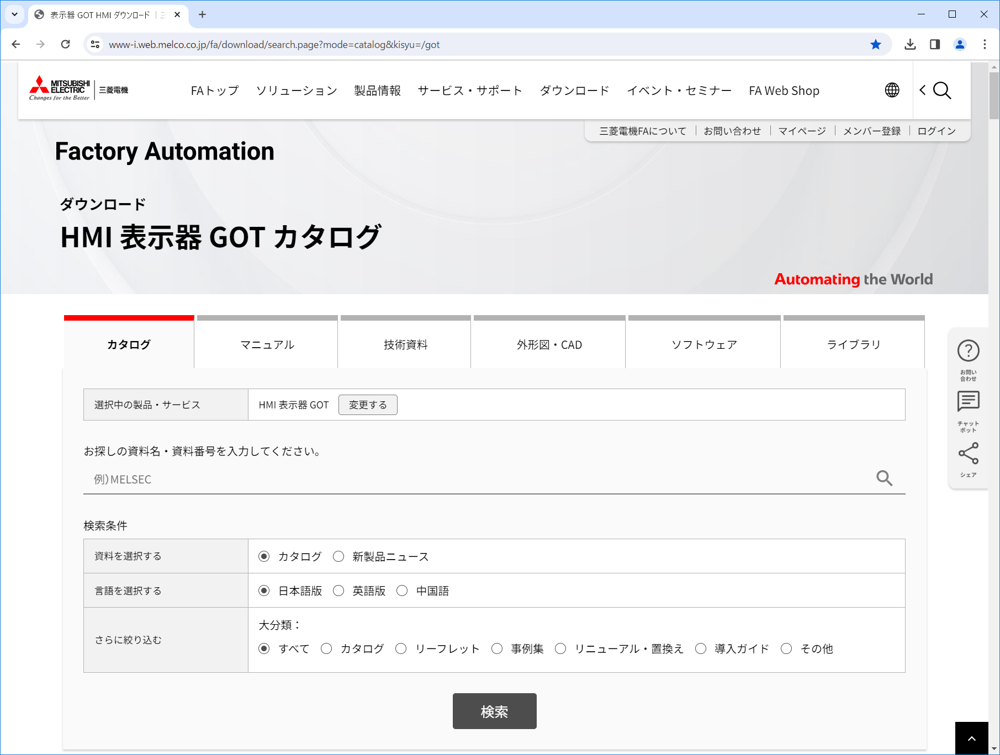 表示器 GOT HMI ダウンロード ｜ 三
www-i.web.melco.co.jp/fa/download/search.page?mode=catalog&kisyu=/got
MITSUBISHI ELECTRIC
Changes for the Better
三菱電機
FAトップ ソリューション 製品情報 サービス・サポート ダウンロード イベント・セミナー FA Web Shop
三菱電機FAについて お問い合わせ マイページ メンバー登録 ログイン
Factory Automation
ダウンロード
HMI 表示器 GOT カタログ
Automating the World
カタログ マニュアル 技術資料 外形図・CAD ソフトウェア ライブラリ
お問い
合わせ
チャット
ボット
シェア
選択中の製品・サービス HMI 表示器 GOT 変更する
お探しの資料名・資料番号を入力してください。
例）MELSEC
検索条件
資料を選択する カタログ 新製品ニュース
言語を選択する 日本語版 英語版 中国語
さらに絞り込む 大分類：
すべて カタログ リーフレット 事例集 リニューアル・置換え 導入ガイド その他
検索